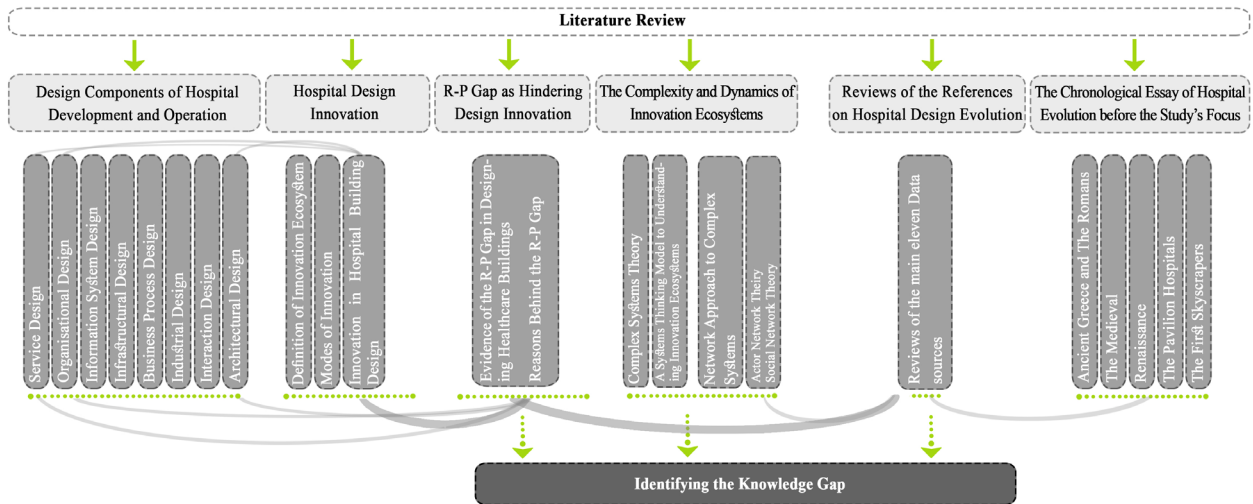 Literature Review
Design Components of Hospital
Development and Operation
Hospital Design
Innovation
R-P Gap as Hindering
Design Innovation
The Complexity and Dynamics of
Innovation Ecosystems
Reviews of the References
on Hospital Design Evolution
The Chronological Essay of Hospital
Evolution before the Study's Focus
Service Design
Organisational Design
Information System Design
Infrastructural Design
Business Process Design
Industrial Design
Interaction Design
Architectural Design
Definition of Innovation Ecosystem
Modes of Innovation
Innovation in Hospital Building
Design
Evidence of the R-P Gap in Design-
ing Healthcare Buildings
Reasons Behind the R-P Gap
Complex Systems Theory
A Systems Thinking Model to Understand-
ing Innovation Ecosystems
Network Approach to Complex
Systems
Actor Network Theiry
Social Network Theory
Reviews of the main eleven Data
sources
Ancient Greece and The Romans
The Medieval
Renaissance
The Pavilion Hospitals
The First Skyscrapers
Identifying the Knowledge Gap